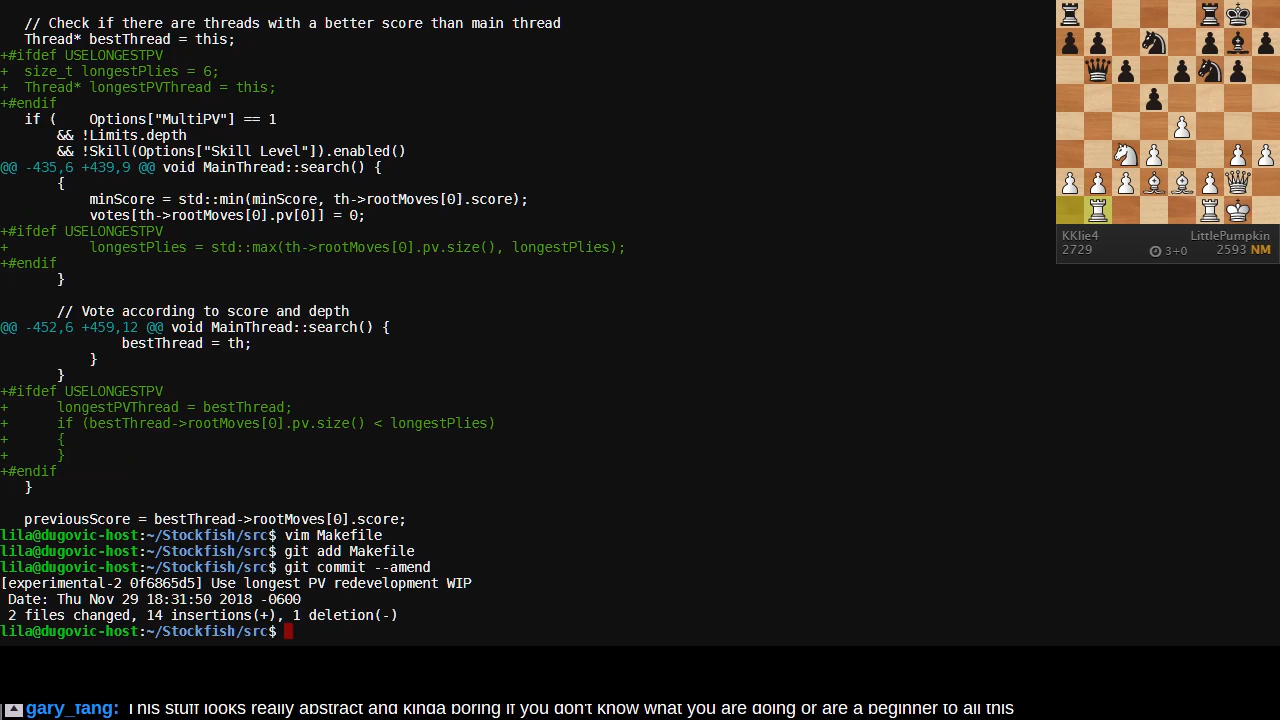 // Check if there are threads with a better score than main thread
   Thread* bestThread = this;
+#ifdef USELONGESTPV
+  size_t longestPlies = 6;
+  Thread* longestPVThread = this;
+#endif
   if (    Options["MultiPV"] == 1
       && !Limits.depth
       && !Skill(Options["Skill Level"]).enabled()
@@ -435,6 +439,9 @@ void MainThread::search() {
       {
           minScore = std::min(minScore, th->rootMoves[0].score);
           votes[th->rootMoves[0].pv[0]] = 0;
+#ifdef USELONGESTPV
+          longestPlies = std::max(th->rootMoves[0].pv.size(), longestPlies);
+#endif
       }
       // Vote according to score and depth
@@ -452,6 +459,12 @@ void MainThread::search() {
               bestThread = th;
           }
       }
+#ifdef USELONGESTPV
+      longestPVThread = bestThread;
+      if (bestThread->rootMoves[0].pv.size() < longestPlies)
+      {
+      }
+#endif
   }
   previousScore = bestThread->rootMoves[0].score;
lila@dugovic-host:~/Stockfish/src$ vim Makefile
lila@dugovic-host:~/Stockfish/src$ git add Makefile
lila@dugovic-host:~/Stockfish/src$ git commit --amend
[experimental-2 0f6865d5] Use longest PV redevelopment WIP
 Date: Thu Nov 29 18:31:50 2018 -0600
 2 files changed, 14 insertions(+), 1 deletion(-)
lila@dugovic-host:~/Stockfish/src$
KKlie4 LittlePumpkin
2729 3+0 2593 NM
gary_fang: This stuff looks really abstract and kinda boring if you don't know what you are doing or are a beginner to all this